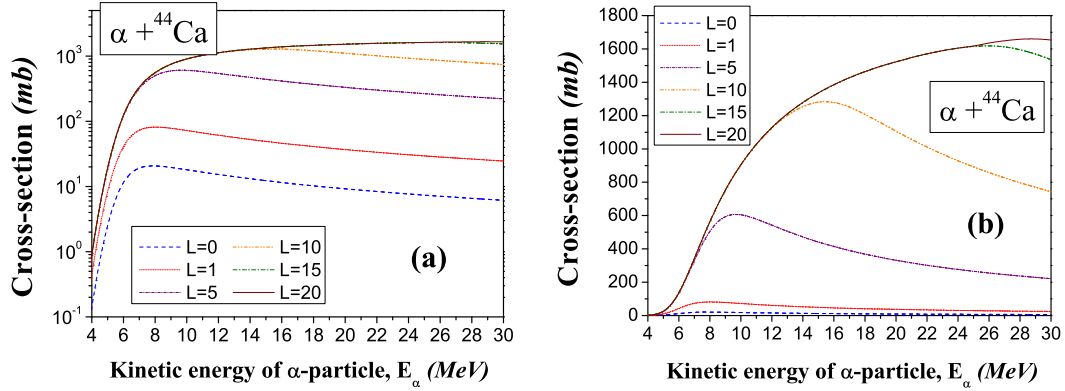 α + ⁴⁴Ca
10³
10²
10¹
10⁰
10⁻¹
Cross-section (mb)
L=0 L=10
L=1 L=15
L=5 L=20
(a)
4 6 8 10 12 14 16 18 20 22 24 26 28 30
Kinetic energy of α-particle, Eα (MeV)
1800
1600
1400
1200
1000
800
600
400
200
0
Cross-section (mb)
L=0
L=1
L=5
L=10
L=15
L=20
α + ⁴⁴Ca
(b)
4 6 8 10 12 14 16 18 20 22 24 26 28 30
Kinetic energy of α-particle, Eα (MeV)